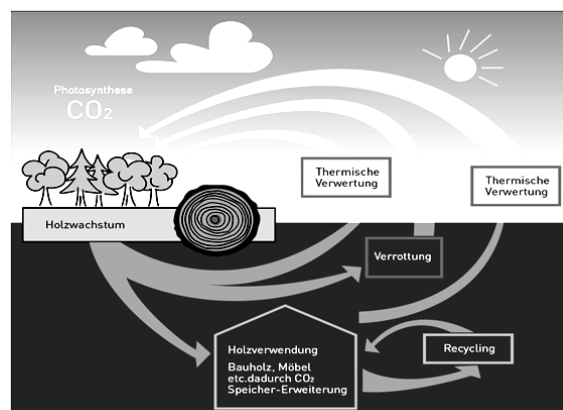 Photosynthese
CO₂
Thermische
Verwertung
Thermische
Verwertung
Holzwachstum
Verrottung
Holzverwendung
Bauholz, Möbel
etc.dadurch CO₂
Speicher-Erweiterung
Recycling